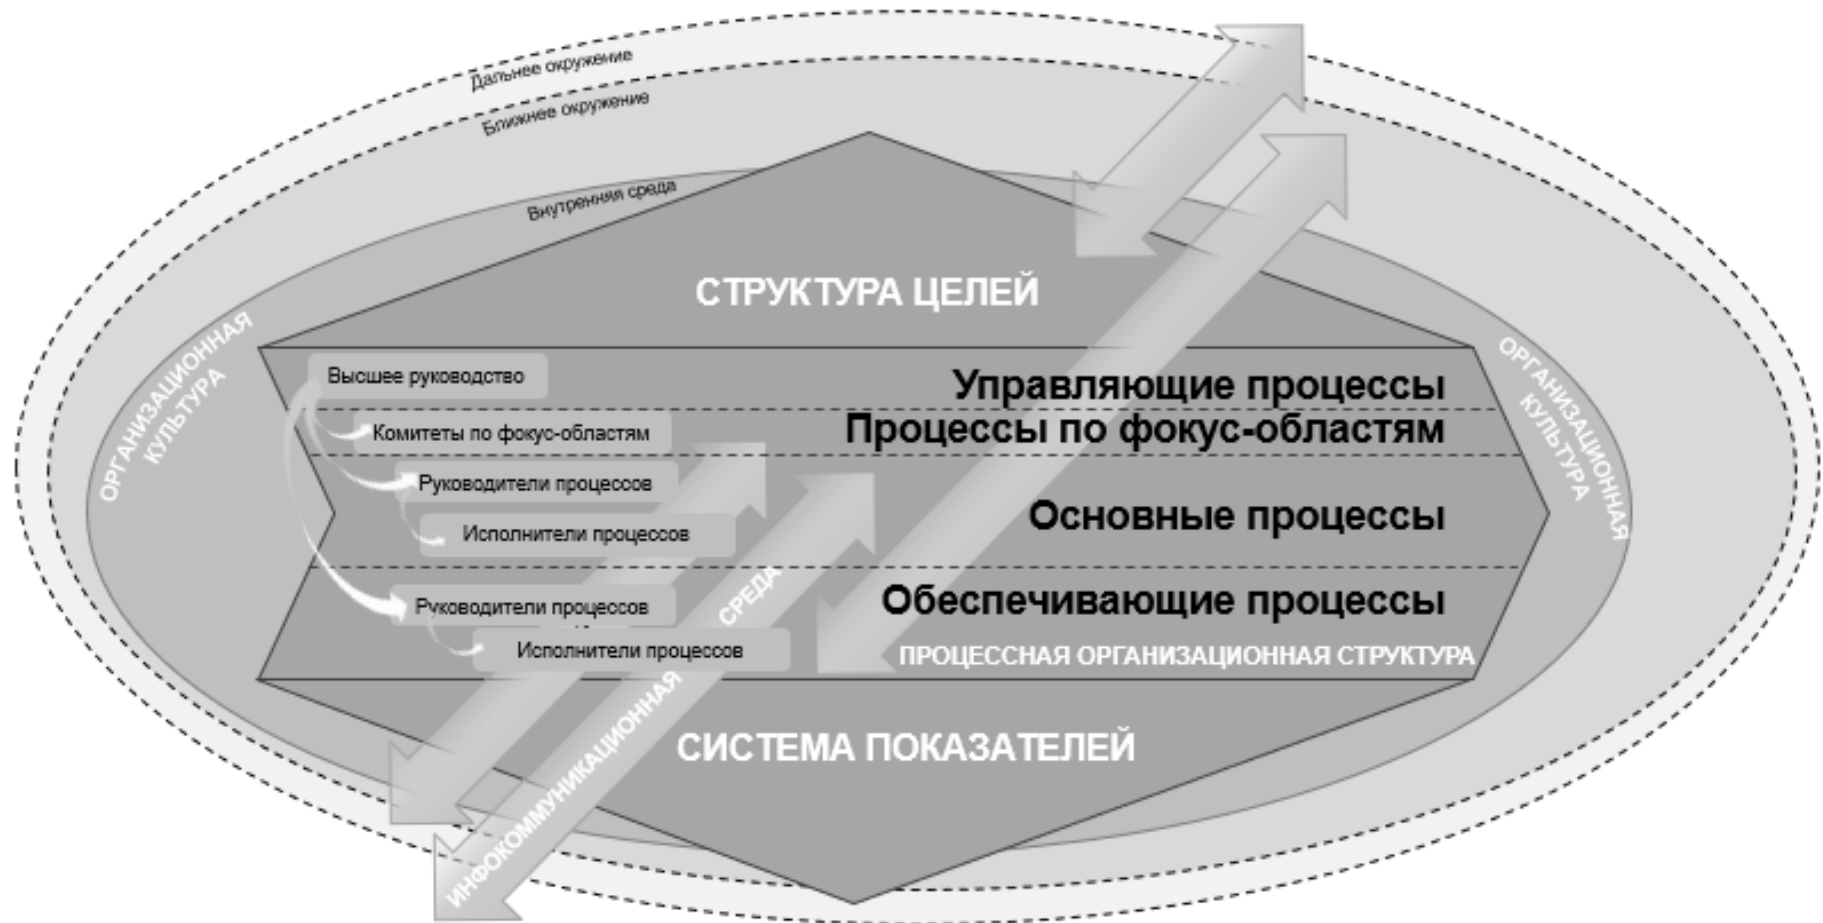 Дальнее окружение
Ближнее окружение
Внутренняя среда
СТРУКТУРА ЦЕЛЕЙ
ОРГАНИЗАЦИОННАЯ
КУЛЬТУРА
ОРГАНИЗАЦИОННАЯ
КУЛЬТУРА
Высшее руководство
Управляющие процессы
Комитеты по фокус-областям
Процессы по фокус-областям
Руководители процессов
Исполнители процессов
Основные процессы
Руководители процессов
Исполнители процессов
Обеспечивающие процессы
ПРОЦЕССНАЯ ОРГАНИЗАЦИОННАЯ СТРУКТУРА
ИНФОКОММУНИКАЦИОННАЯ СРЕДА
СИСТЕМА ПОКАЗАТЕЛЕЙ